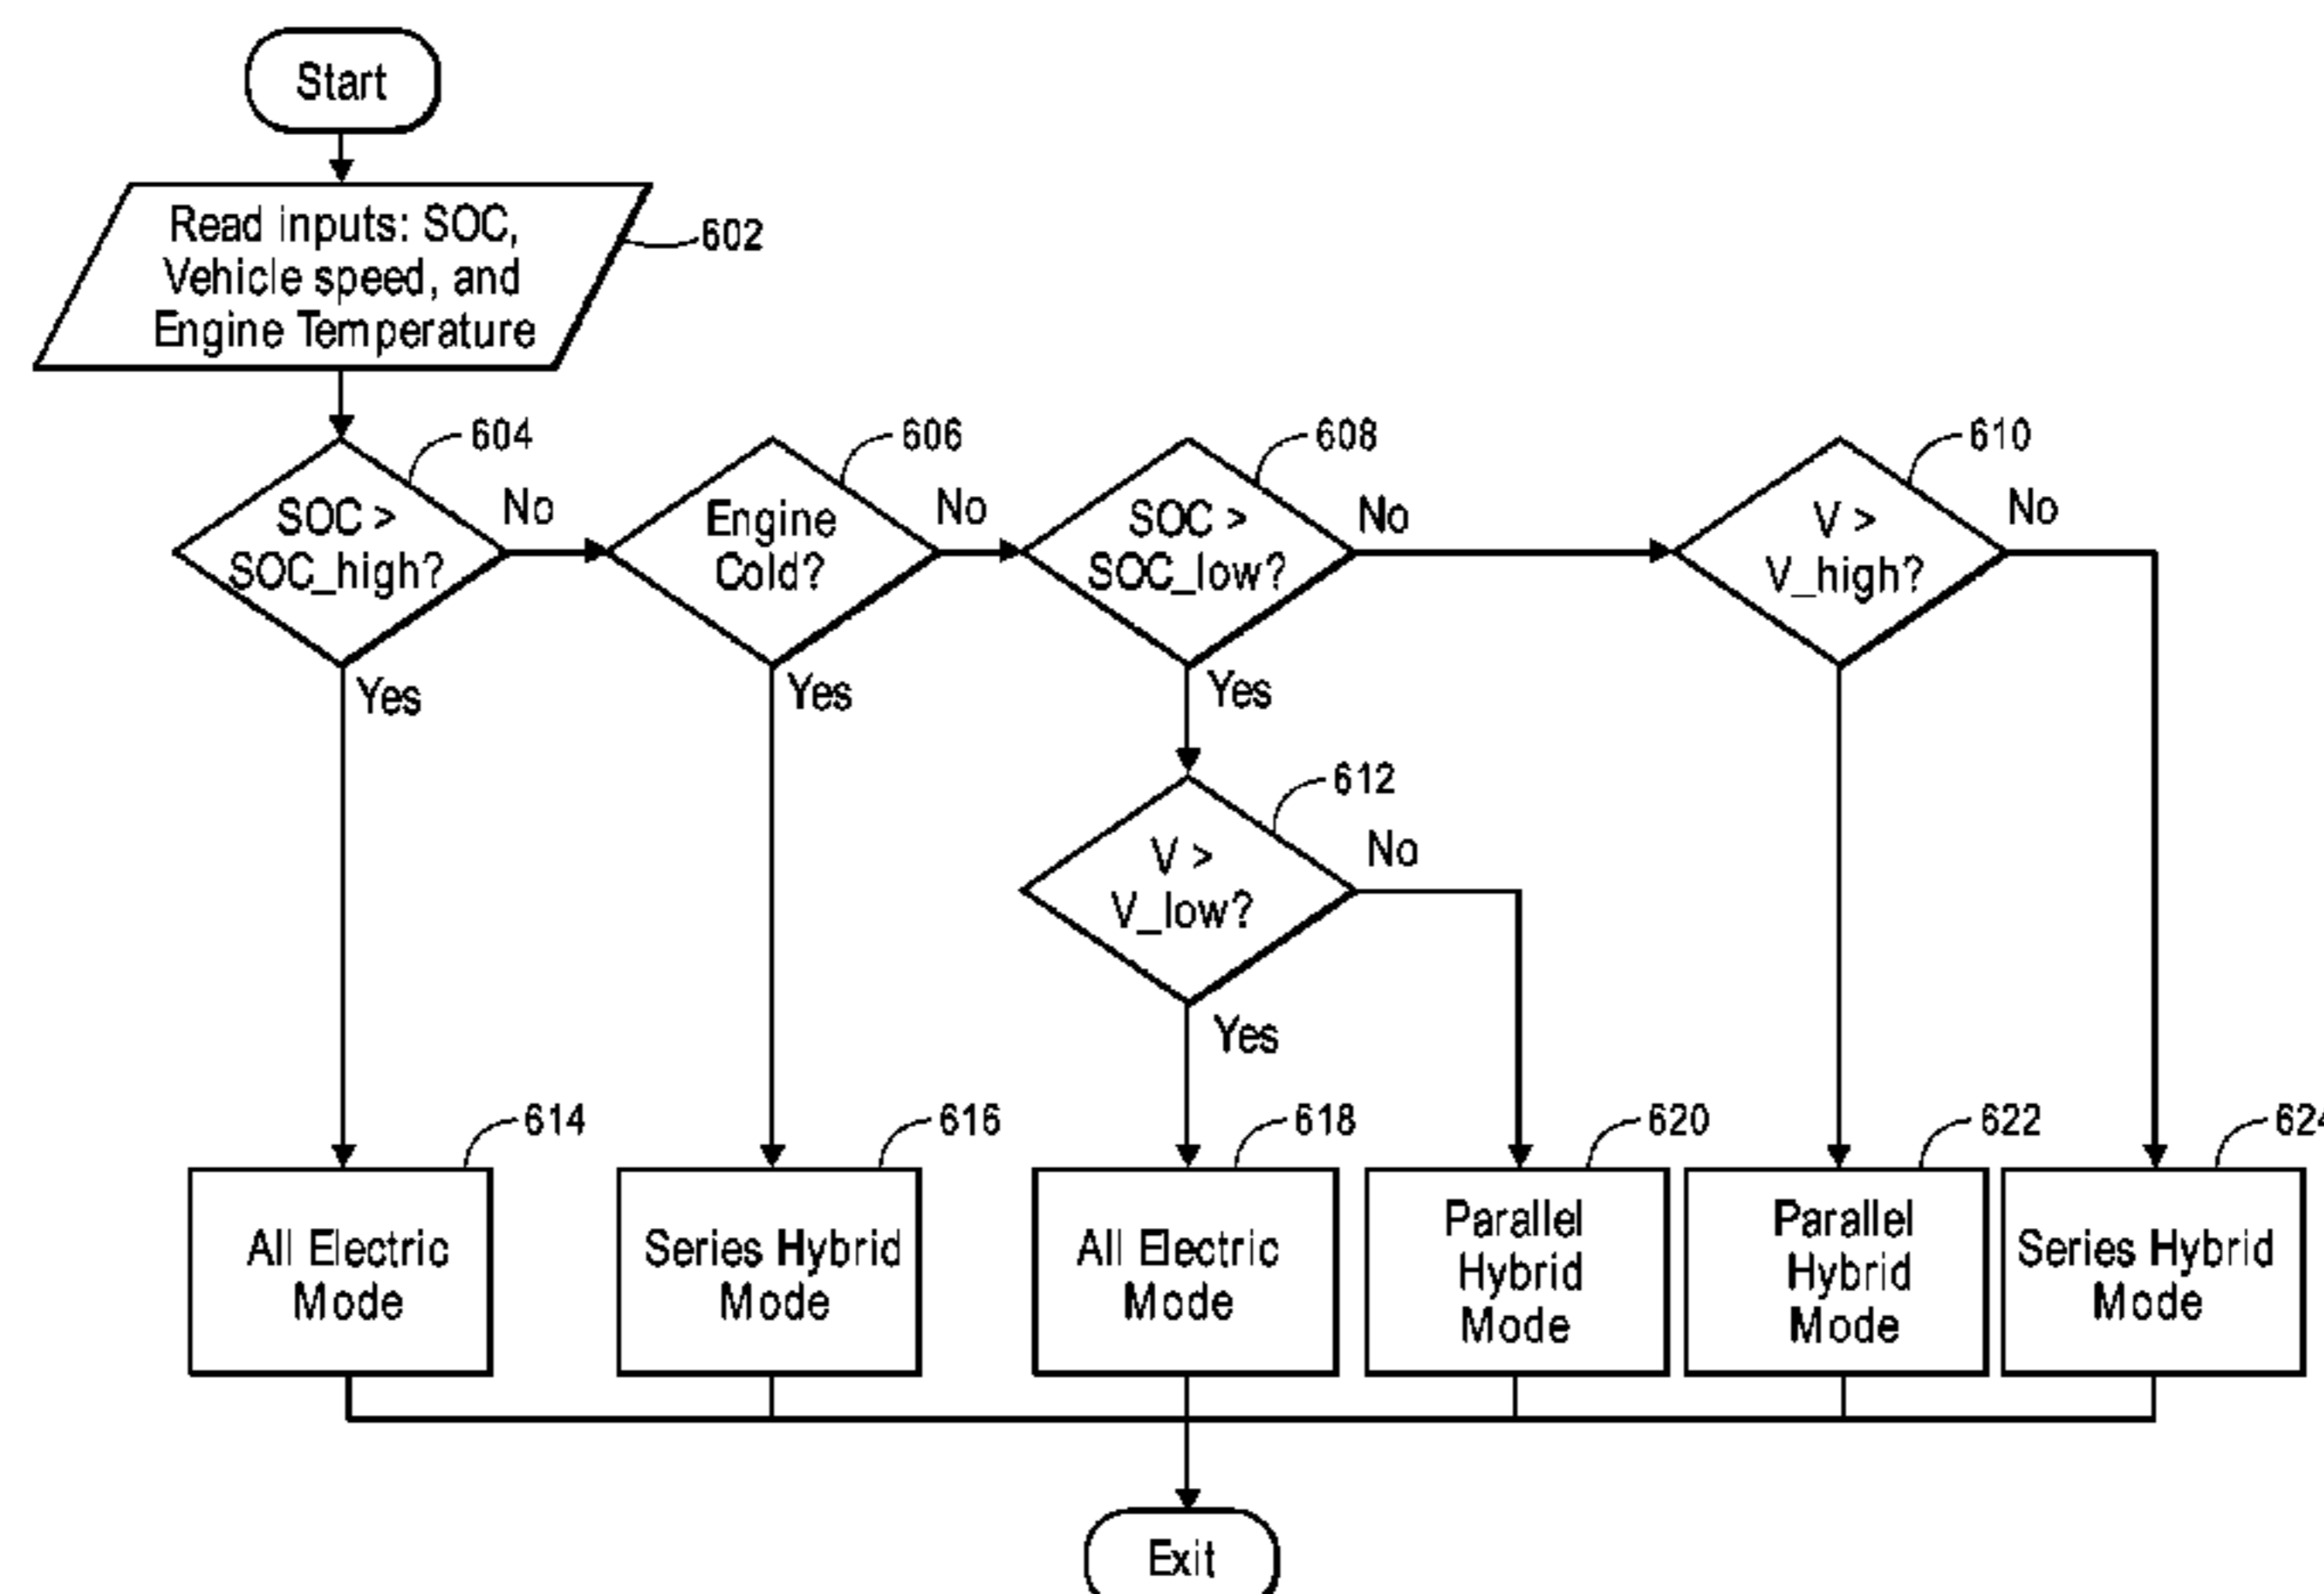 Start
Read inputs: SOC,
Vehicle speed, and
Engine Temperature
602
604
606
608
610
SOC >
SOC_high?
No
Engine
Cold?
No
SOC >
SOC_low?
No
V >
V_high?
No
Yes
Yes
Yes
612
V >
V_low?
No
Yes
614
616
618
620
622
624
All Electric
Mode
Series Hybrid
Mode
All Electric
Mode
Parallel
Hybrid
Mode
Parallel
Hybrid
Mode
Series Hybrid
Mode
Exit